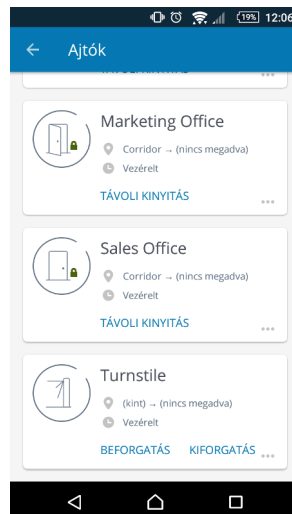 19% 12:06
Ajtók
Marketing Office
Corridor → (nincs megadva)
Vezérelt
TÁVOLI KINYITÁS
Sales Office
Corridor → (nincs megadva)
Vezérelt
TÁVOLI KINYITÁS
Turnstile
(kint) → (nincs megadva)
Vezérelt
BEFORGATÁS KIFORGATÁS